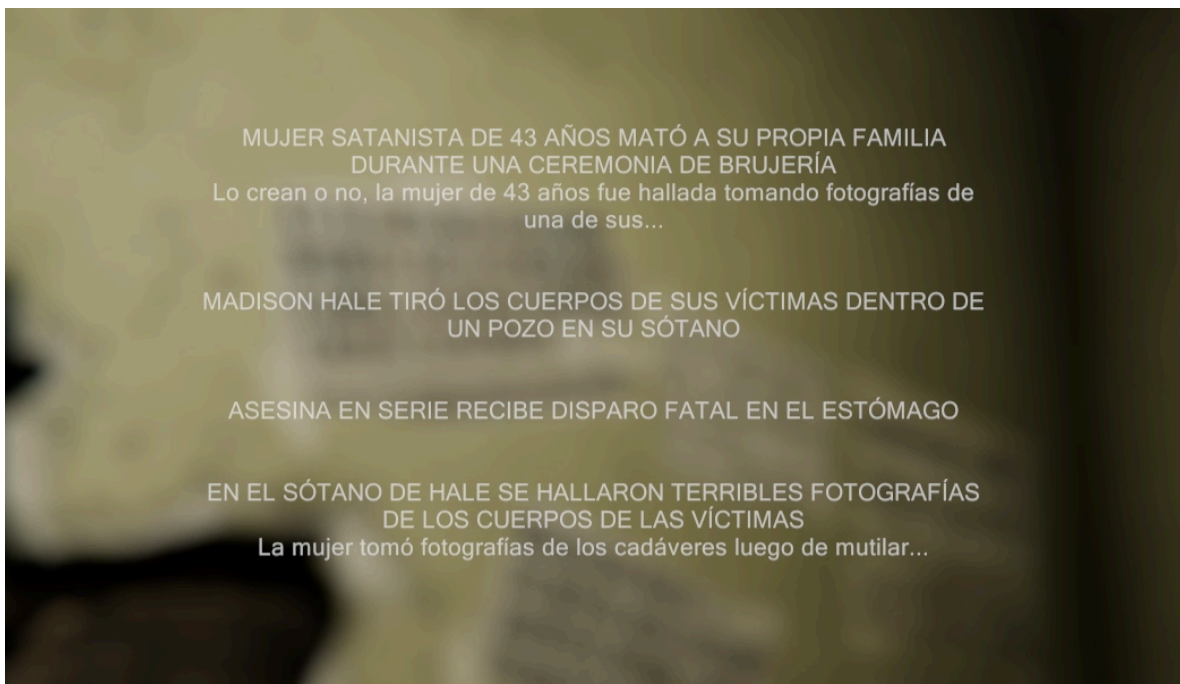 MUJER SATANISTA DE 43 AÑOS MATÓ A SU PROPIA FAMILIA
DURANTE UNA CEREMONIA DE BRUJERÍA
Lo crean o no, la mujer de 43 años fue hallada tomando fotografías de
una de sus...
MADISON HALE TIRÓ LOS CUERPOS DE SUS VÍCTIMAS DENTRO DE
UN POZO EN SU SÓTANO
ASESINA EN SERIE RECIBE DISPARO FATAL EN EL ESTÓMAGO
EN EL SÓTANO DE HALE SE HALLARON TERRIBLES FOTOGRAFÍAS
DE LOS CUERPOS DE LAS VÍCTIMAS
La mujer tomó fotografías de los cadáveres luego de mutilar...